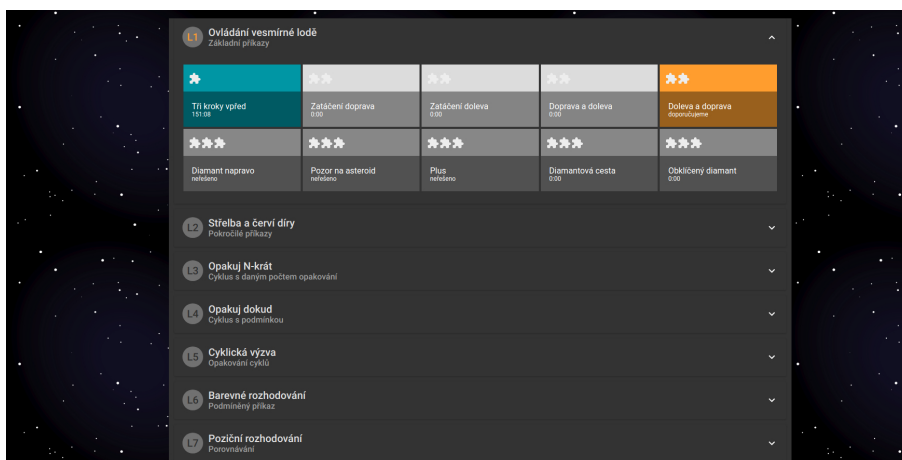 L1 Ovládání vesmírné lodě
Základní příkazy
Tři kroky vpřed
151:08
Zatáčení doprava
0:00
Zatáčení doleva
0:00
Doprava a doleva
0:00
Doleva a doprava
doporučujeme
Diamant napravo
neřešeno
Pozor na asteroid
neřešeno
Plus
neřešeno
Diamantová cesta
0:00
Obklíčený diamant
0:00
L2 Střelba a červí díry
Pokročilé příkazy
L3 Opakuj N-krát
Cyklus s daným počtem opakování
L4 Opakuj dokud
Cyklus s podmínkou
L5 Cyklická výzva
Opakování cyklů
L6 Barevné rozhodování
Podmíněný příkaz
L7 Poziční rozhodování
Porovnávání